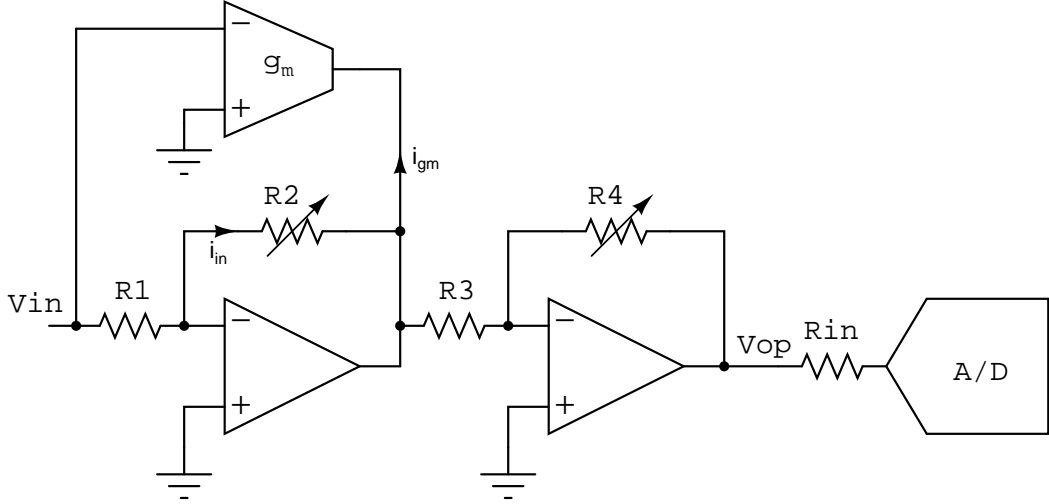 −
gm
+
igm
R2
R4
iin
Vin
R1
R3
−
−
Vop
Rin
A/D
+
+